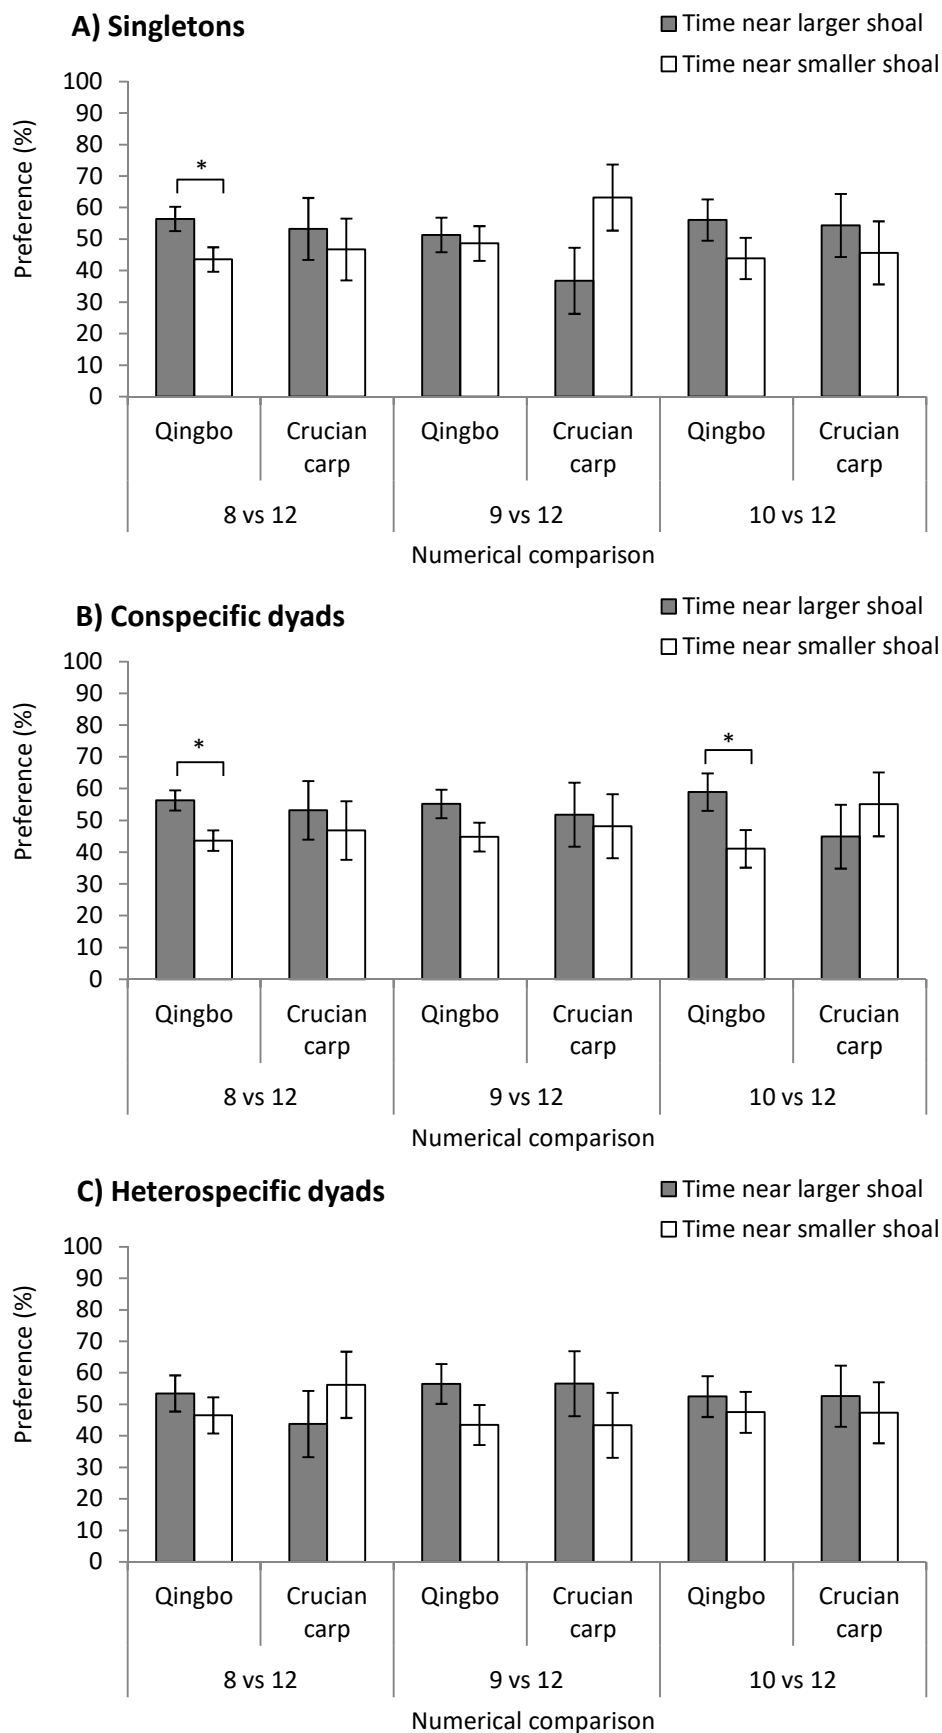 A) Singletons
Time near larger shoal
Time near smaller shoal
Preference (%)
100
90
80
70
60
50
40
30
20
10
0
*
Qingbo Crucian carp Qingbo Crucian carp Qingbo Crucian carp
8 vs 12 9 vs 12 10 vs 12
Numerical comparison
B) Conspecific dyads
Time near larger shoal
Time near smaller shoal
Preference (%)
100
90
80
70
60
50
40
30
20
10
0
* *
Qingbo Crucian carp Qingbo Crucian carp Qingbo Crucian carp
8 vs 12 9 vs 12 10 vs 12
Numerical comparison
C) Heterospecific dyads
Time near larger shoal
Time near smaller shoal
Preference (%)
100
90
80
70
60
50
40
30
20
10
0
Qingbo Crucian carp Qingbo Crucian carp Qingbo Crucian carp
8 vs 12 9 vs 12 10 vs 12
Numerical comparison